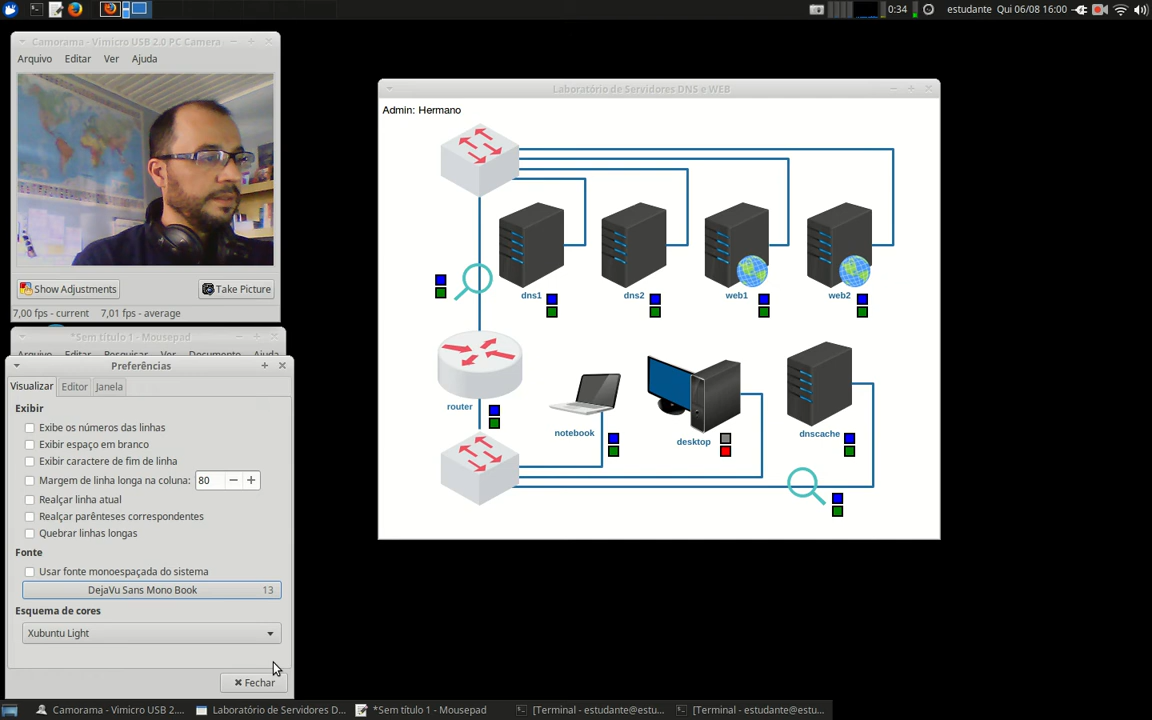 0:34
estudante
Qui 06/08 16:00
Camorama - Vimicro USB 2.0 PC Camera
Arquivo Editar Ver Ajuda
Show Adjustments
Take Picture
7,00 fps - current 7,01 fps - average
*Sem título 1 - Mousepad
Arquivo Editar Pesquisar Ver Documento Ajuda
Preferências
Visualizar Editor Janela
Exibir
Exibe os números das linhas
Exibir espaço em branco
Exibir caractere de fim de linha
Margem de linha longa na coluna: 80
Realçar linha atual
Realçar parênteses correspondentes
Quebrar linhas longas
Fonte
Usar fonte monoespaçada do sistema
DejaVu Sans Mono Book 13
Esquema de cores
Xubuntu Light
Fechar
Laboratório de Servidores DNS e WEB
Admin: Hermano
dns1
dns2
web1
web2
router
notebook
desktop
dnscache
Camorama - Vimicro USB 2....
Laboratório de Servidores D...
*Sem título 1 - Mousepad
[Terminal - estudante@estu...
[Terminal - estudante@estu...